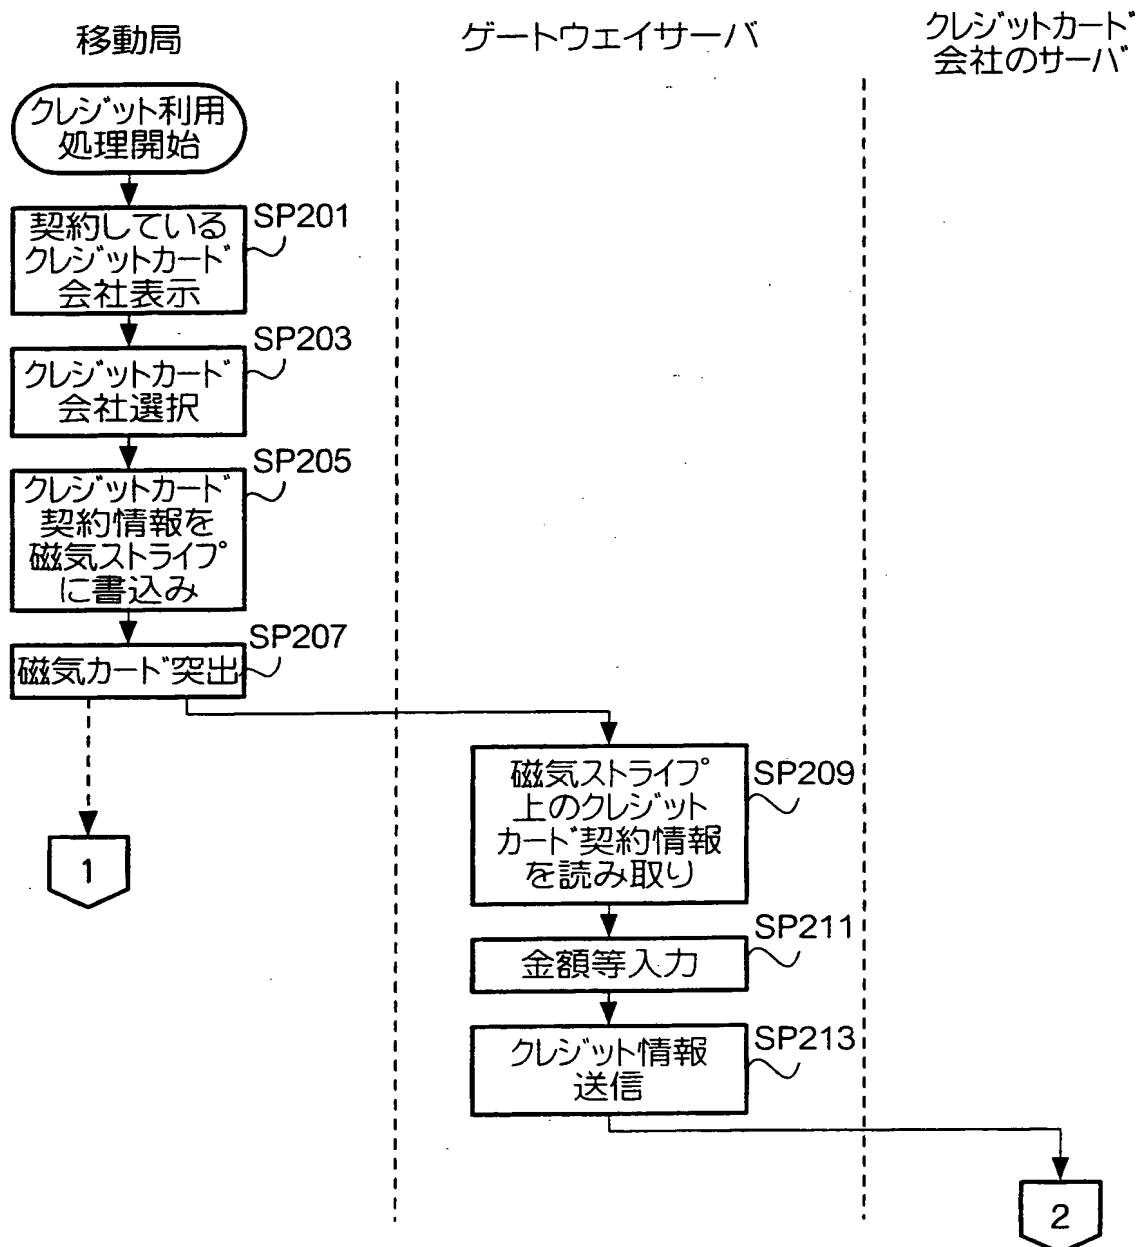 移動局
ゲートウェイサーバ
クレジットカード
会社のサーバ
クレジット利用
処理開始
契約している
クレジットカード
会社表示
SP201
クレジットカード
会社選択
SP203
クレジットカード
契約情報を
磁気ストライプ
に書込み
SP205
磁気カード突出
SP207
1
磁気ストライプ
上のクレジット
カード契約情報
を読み取り
SP209
金額等入力
SP211
クレジット情報
送信
SP213
2